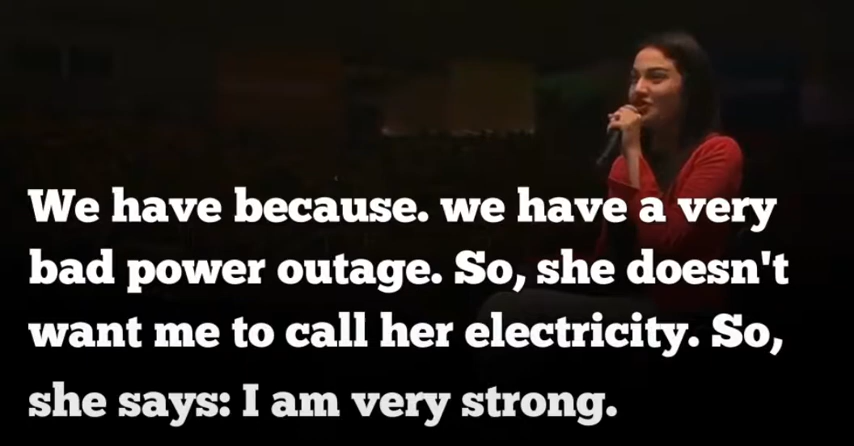 We have because. we have a very
bad power outage. So, she doesn't
want me to call her electricity. So,
she says: I am very strong.